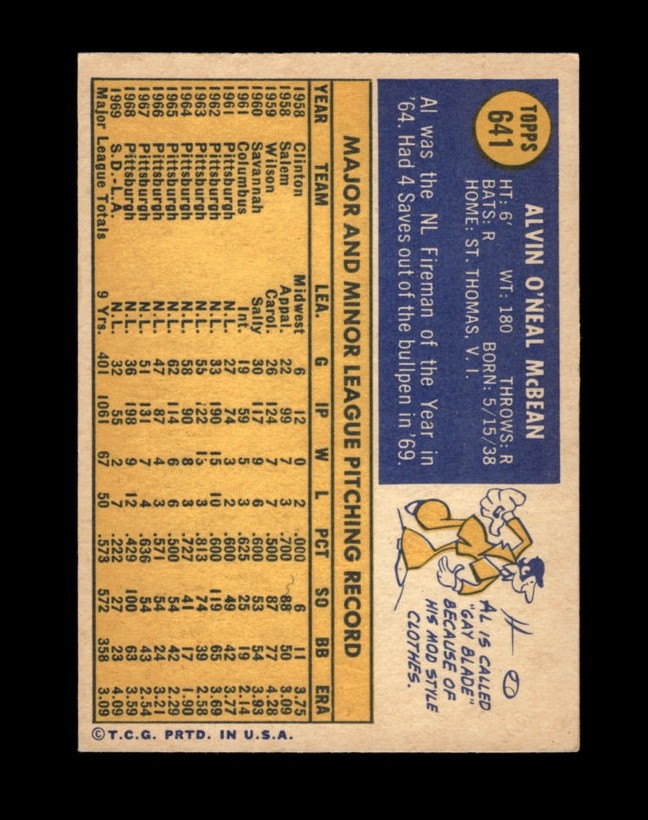 TOPPS
641
ALVIN O'NEAL McBEAN
HT: 6' WT: 180 THROWS: R
BATS: R BORN: 5/15/38
HOME: ST. THOMAS, V. I.
Al was the NL Fireman of the Year in
'64. Had 4 Saves out of the bullpen in '69.
AL IS CALLED
"GAY BLADE"
BECAUSE OF
HIS MOD STYLE
CLOTHES.
MAJOR AND MINOR LEAGUE PITCHING RECORD
YEAR TEAM LEA. G IP W L PCT SO BB ERA
1958 Clinton Midwest 6 12 0 2 .000 6 11 3.75
1958 Salem Appal. 22 99 7 3 .700 88 50 3.09
1959 Wilson Carol. 26 124 7 7 .500 87 77 4.28
1960 Savannah Sally 30 117 9 6 .600 53 54 3.93
1961 Columbus Int. 19 59 5 3 .625 25 19 2.14
1961 Pittsburgh N.L. 27 74 3 2 .600 49 42 3.77
1962 Pittsburgh N.L. 33 190 15 10 .600 119 65 3.69
1963 Pittsburgh N.L. 55 122 13 3 .813 74 39 2.58
1964 Pittsburgh N.L. 58 90 8 3 .727 41 17 1.90
1965 Pittsburgh N.L. 62 114 6 6 .500 54 42 2.29
1966 Pittsburgh N.L. 47 87 4 3 .571 54 24 3.21
1967 Pittsburgh N.L. 51 131 7 4 .636 54 43 2.54
1968 Pittsburgh N.L. 36 198 9 12 .429 100 63 3.59
1969 S.D.-L.A. N.L. 32 55 2 7 .222 27 23 4.09
Major League Totals 9 Yrs. 401 1061 67 50 .573 572 358 3.09
©T.C.G. PRTD. IN U.S.A.